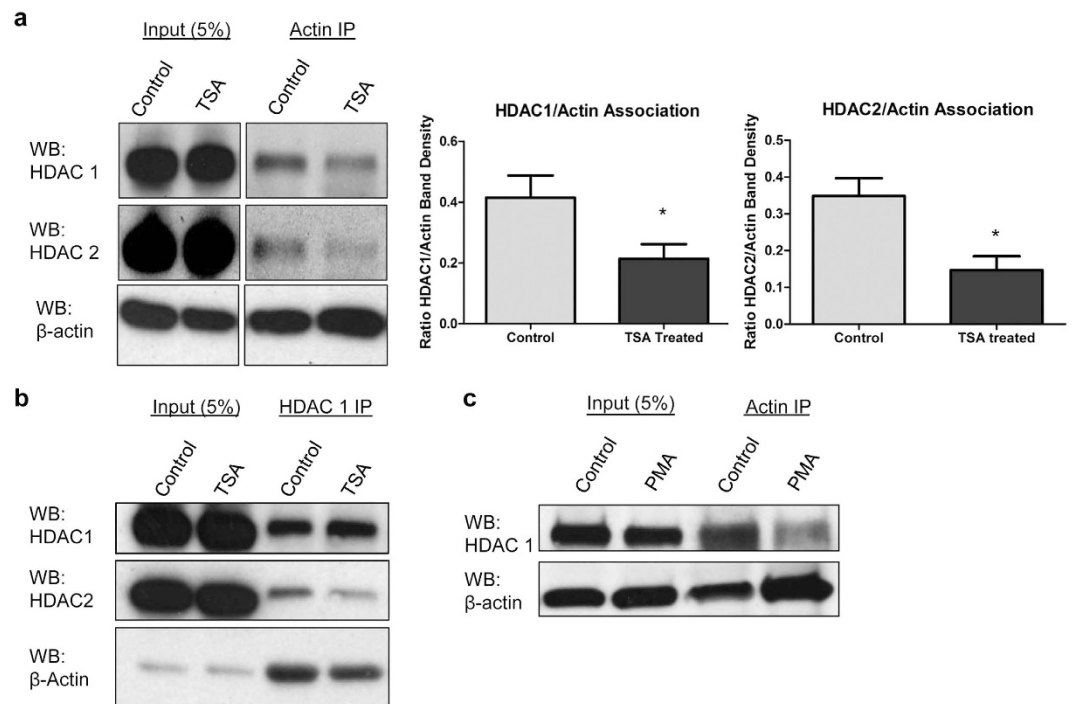 a
Input (5%)
Actin IP
Control
TSA
Control
TSA
WB:
HDAC 1
WB:
HDAC 2
WB:
β-actin
HDAC1/Actin Association
Ratio HDAC1/Actin Band Density
0.6
0.4
0.2
0.0
*
Control
TSA Treated
HDAC2/Actin Association
Ratio HDAC2/Actin Band Density
0.5
0.4
0.3
0.2
0.1
0.0
*
Control
TSA treated
b
Input (5%)
HDAC 1 IP
Control
TSA
Control
TSA
WB:
HDAC1
WB:
HDAC2
WB:
β-Actin
c
Input (5%)
Actin IP
Control
PMA
Control
PMA
WB:
HDAC 1
WB:
β-actin